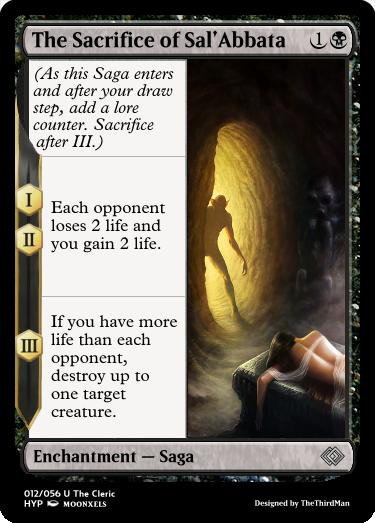 The Sacrifice of Sal'Abbata 1
(As this Saga enters
and after your draw
step, add a lore
counter. Sacrifice
after III.)
I
II
Each opponent
loses 2 life and
you gain 2 life.
III
If you have more
life than each
opponent,
destroy up to
one target
creature.
Enchantment — Saga
012/056 U The Cleric
HYP MOONXELS
Designed by TheThirdMan